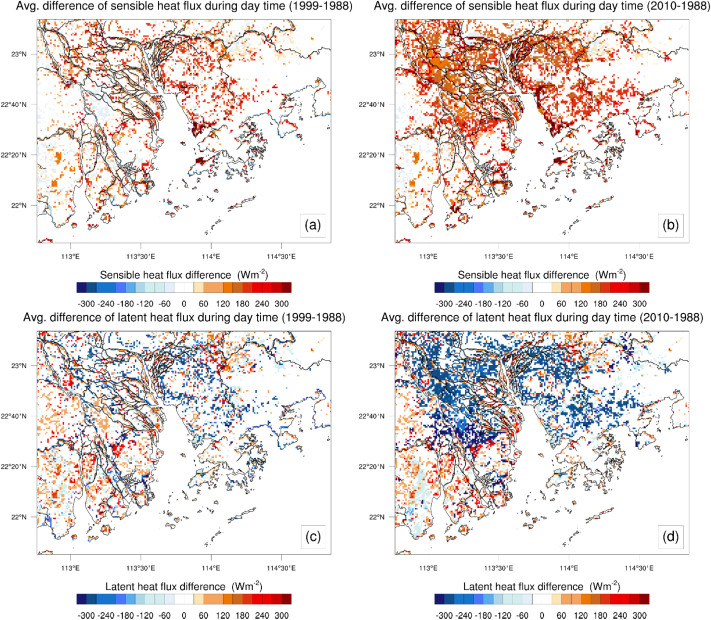 Avg. difference of sensible heat flux during day time (1999-1988)
23°N
22°40'N
22°20'N
22°N
(a)
113°E
113°30'E
114°E
114°30'E
Sensible heat flux difference (Wm-2)
-300 -240 -180 -120 -60 0 60 120 180 240 300
Avg. difference of sensible heat flux during day time (2010-1988)
23°N
22°40'N
22°20'N
22°N
(b)
113°E
113°30'E
114°E
114°30'E
Sensible heat flux difference (Wm-2)
-300 -240 -180 -120 -60 0 60 120 180 240 300
Avg. difference of latent heat flux during day time (1999-1988)
23°N
22°40'N
22°20'N
22°N
(c)
113°E
113°30'E
114°E
114°30'E
Latent heat flux difference (Wm-2)
-300 -240 -180 -120 -60 0 60 120 180 240 300
Avg. difference of latent heat flux during day time (2010-1988)
23°N
22°40'N
22°20'N
22°N
(d)
113°E
113°30'E
114°E
114°30'E
Latent heat flux difference (Wm-2)
-300 -240 -180 -120 -60 0 60 120 180 240 300